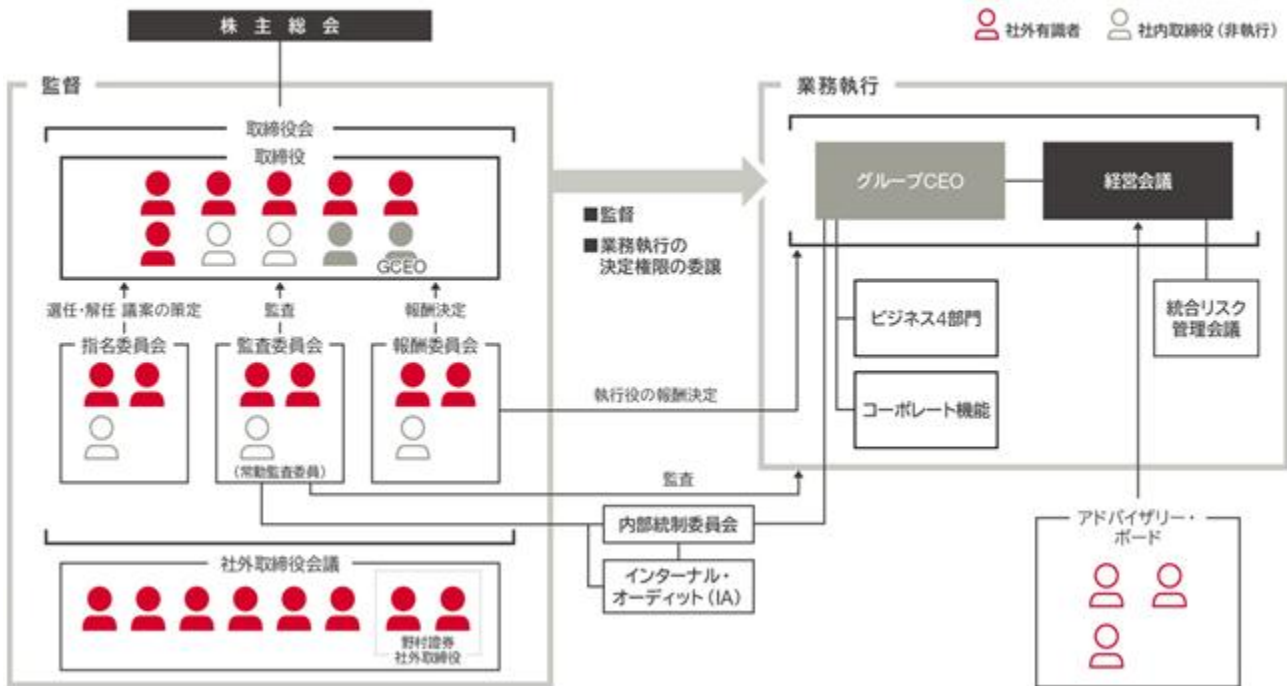 株主総会
社外有識者
社内取締役（非執行）
監督
業務執行
取締役会
取締役
GCEO
選任・解任 議案の策定
監査
報酬決定
指名委員会
監査委員会
（常勤監査委員）
報酬委員会
社外取締役会議
野村證券
社外取締役
■監督
■業務執行の
決定権限の委譲
執行役の報酬決定
監査
内部統制委員会
インターナル・
オーディット（IA）
グループCEO
経営会議
ビジネス4部門
コーポレート機能
統合リスク
管理会議
アドバイザリー・
ボード